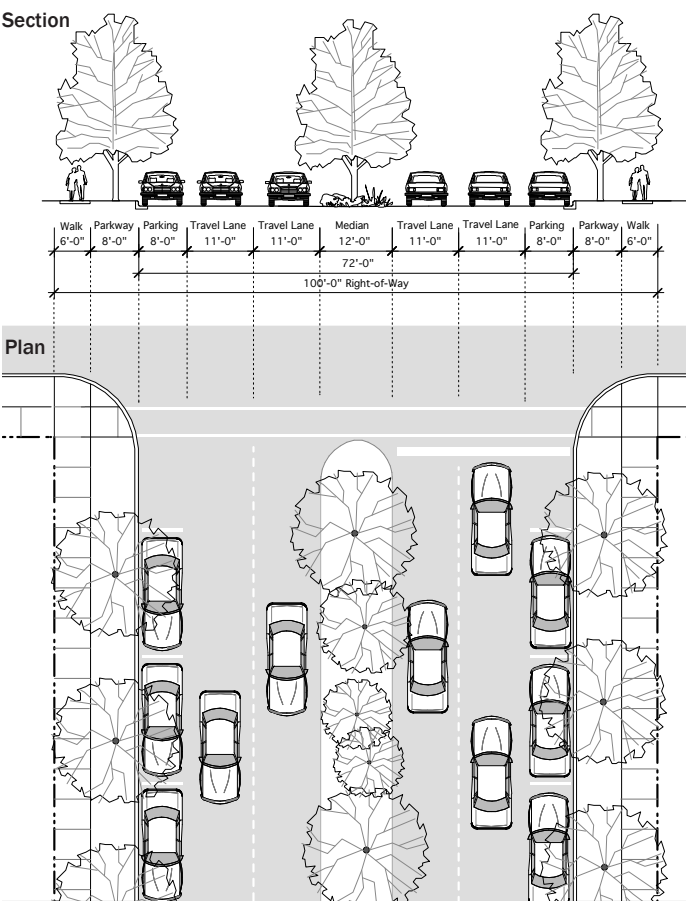 Section
Walk Parkway Parking Travel Lane Travel Lane Median Travel Lane Travel Lane Parking Parkway Walk
6'-0" 8'-0" 8'-0" 11'-0" 11'-0" 12'-0" 11'-0" 11'-0" 8'-0" 8'-0" 6'-0"
72'-0"
100'-0" Right-of-Way
Plan